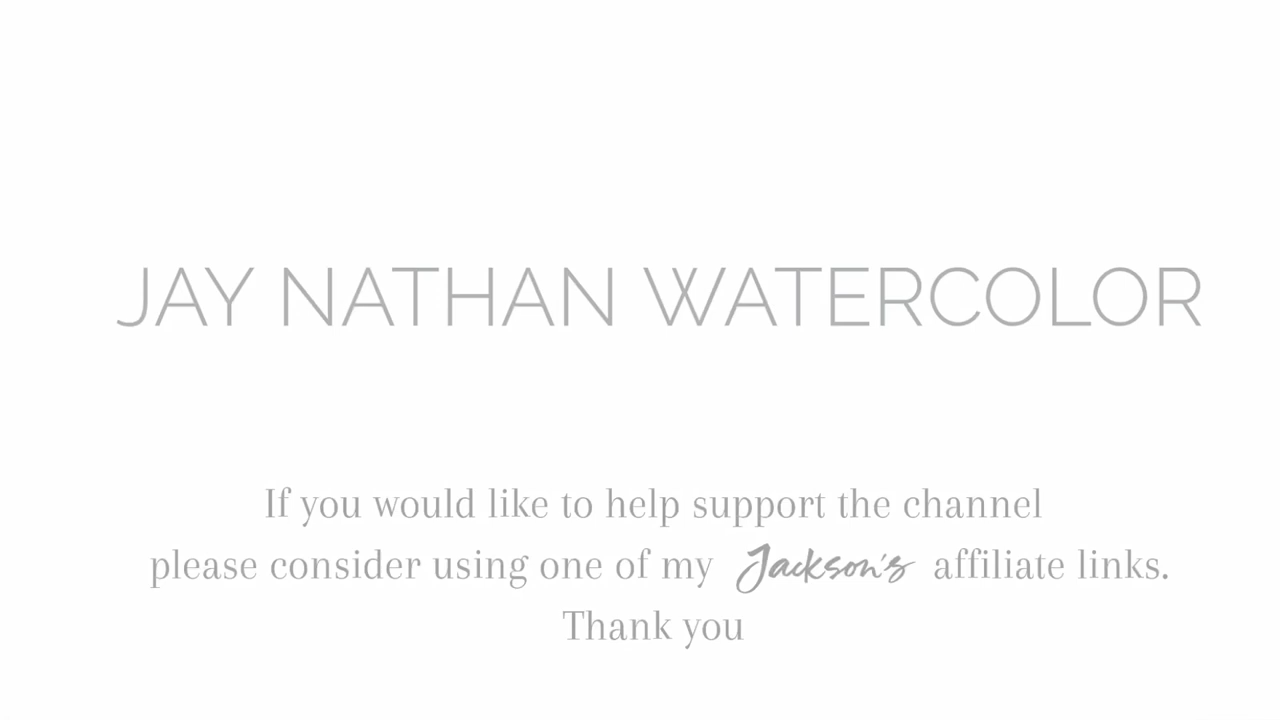 JAY NATHAN WATERCOLOR
If you would like to help support the channel
please consider using one of my Jackson's affiliate links.
Thank you